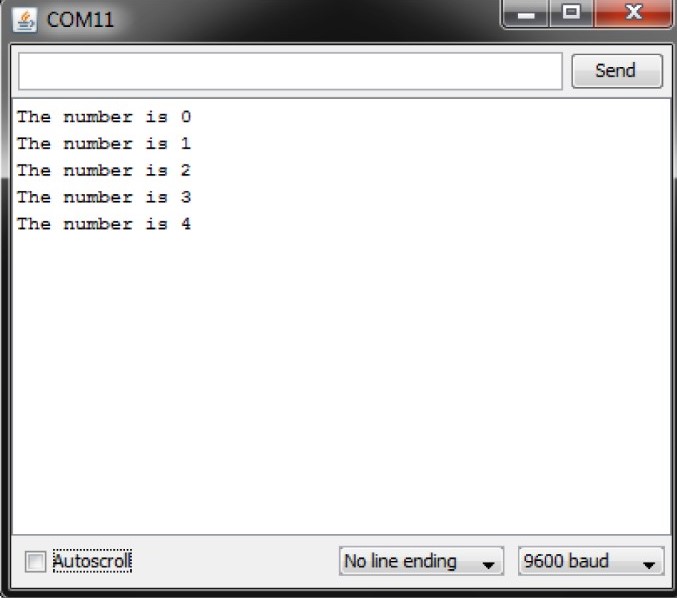 COM11
Send
The number is 0
The number is 1
The number is 2
The number is 3
The number is 4
Autoscroll
No line ending
9600 baud